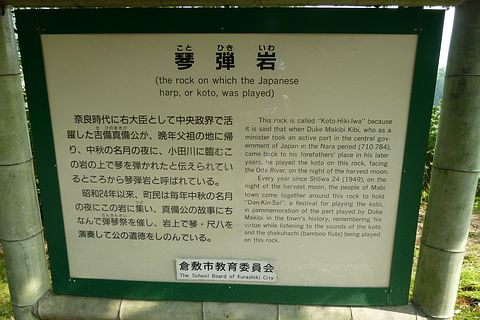 こと ひき いわ
琴 弾 岩
(the rock on which the Japanese
harp, or koto, was played)
奈良時代に右大臣として中央政界で活
躍した吉備真備公が、晩年父祖の地に帰
り、中秋の名月の夜に、小田川に臨むこ
の岩の上で琴を弾かれたと伝えられてい
るところから琴弾岩と呼ばれている。
昭和24年以来、町民は毎年中秋の名月
の夜にこの岩に集い、真備公の故事にち
なんで弾琴祭を催し、岩上で琴・尺八を
演奏して公の遺徳をしのんでいる。
This rock is called "Koto-Hiki-Iwa" because
it is said that when Duke Makibi Kibi, who as a
minister took an active part in the central gov-
ernment of Japan in the Nara period (710-784),
came back to his forefathers' place in his later
years, he played the koto on this rock, facing
the Oda River, on the night of the harvest moon.
Every year since Shōwa 24 (1949), on the
night of the harvest moon, the people of Mabi
town come together around this rock to hold
"Dan-Kin-Sai", a festival for playing the koto,
in commemoration of the part played by Duke
Makibi in the town's history, remembering his
virtue while listening to the sounds of the koto
and the shakuhachi (bamboo flute) being played
on this rock.
倉敷市教育委員会
The School Board of Kurashiki City